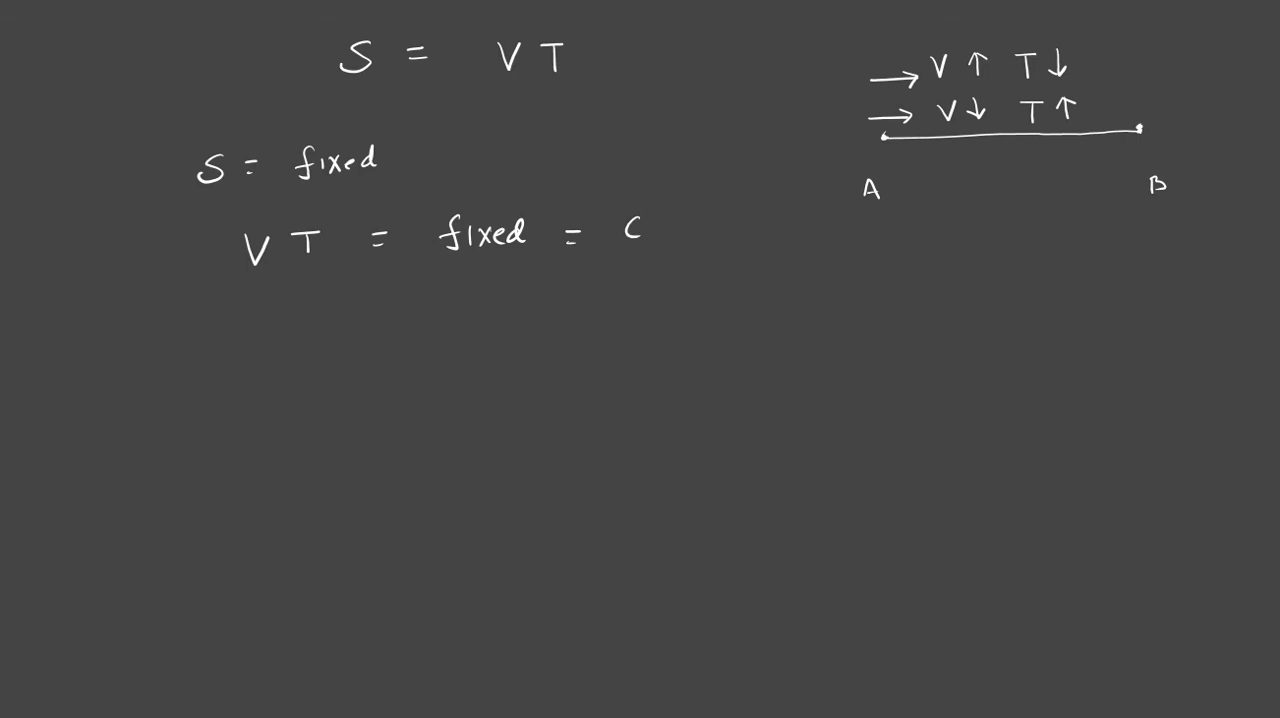 S = V T
S = fixed
V T = fixed = C
→ V ↑ T ↓
→ V ↓ T ↑
A B